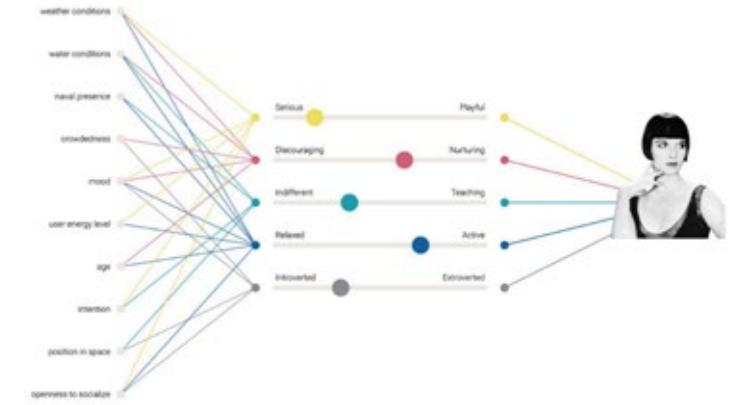 weather conditions
water conditions
naval presence
crowdedness
mood
user energy level
age
intention
position in space
openness to socialize
Serious Playful
Discouraging Nurturing
Indifferent Teaching
Relaxed Active
Introverted Extroverted